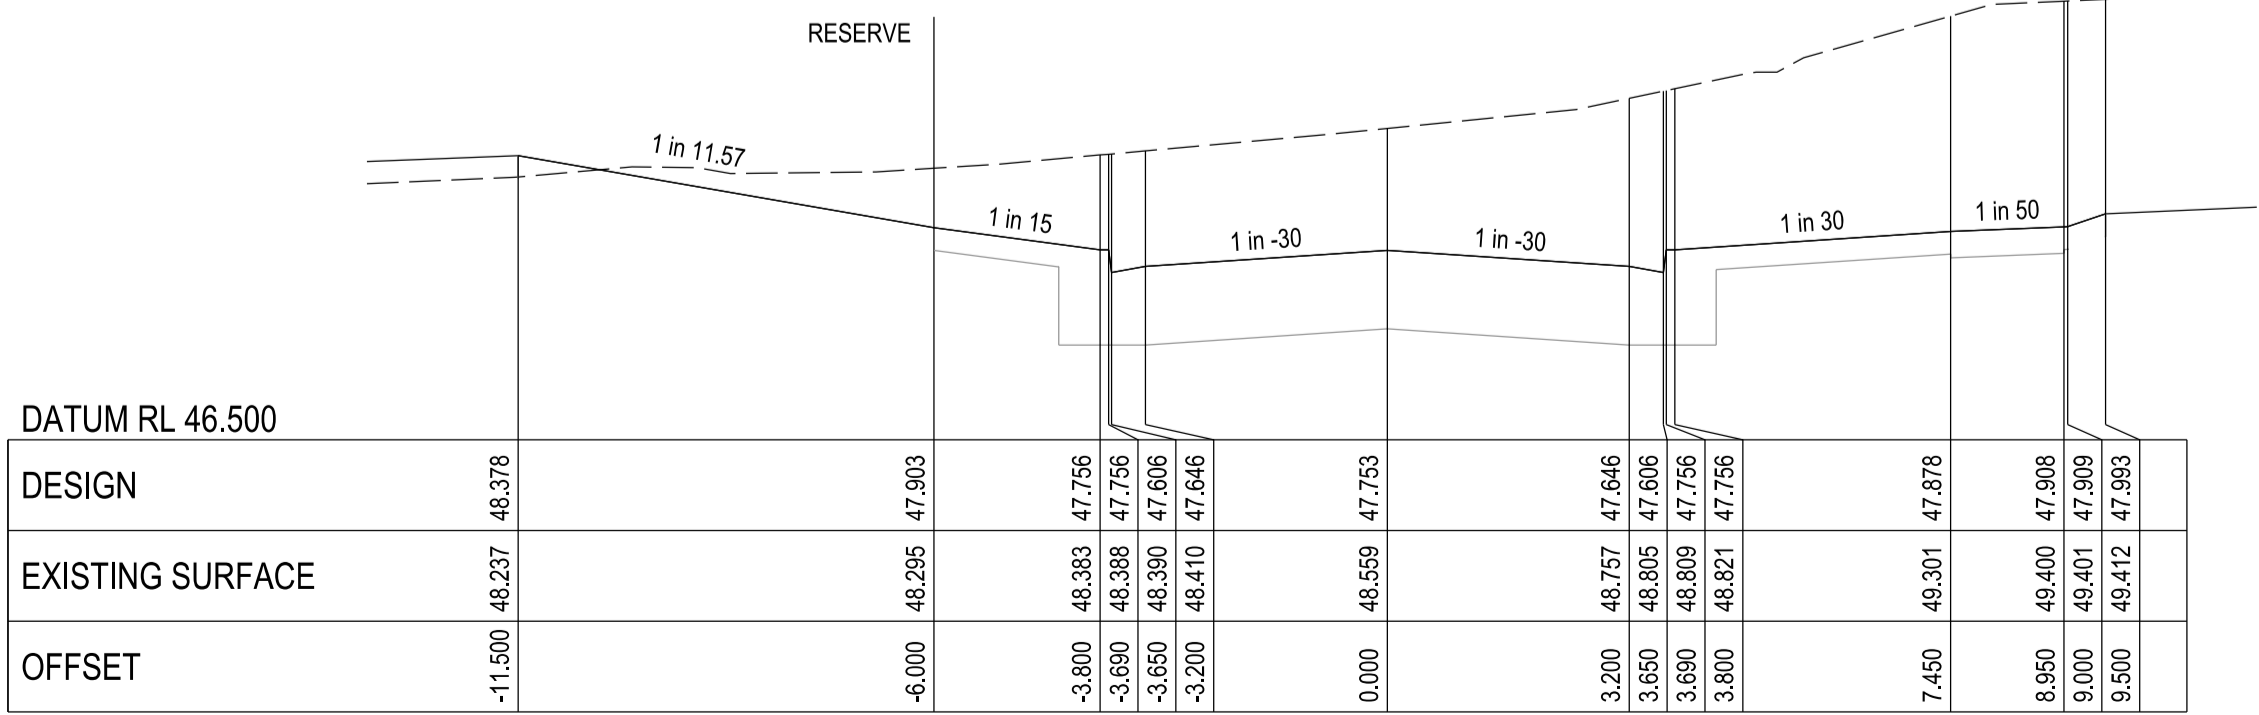 RESERVE
1 in 11.57
1 in 15
1 in -30
1 in -30
1 in 30
1 in 50
DATUM RL 46.500
DESIGN 48.378 47.903 47.756 47.756 47.606 47.646 47.753 47.646 47.606 47.756 47.756 47.878 47.908 47.909 47.993
EXISTING SURFACE 48.237 48.295 48.383 48.388 48.390 48.410 48.559 48.757 48.805 48.809 48.821 49.301 49.400 49.401 49.412
OFFSET -11.500 -6.000 -3.800 -3.690 -3.650 -3.200 0.000 3.200 3.650 3.690 3.800 7.450 8.950 9.000 9.500